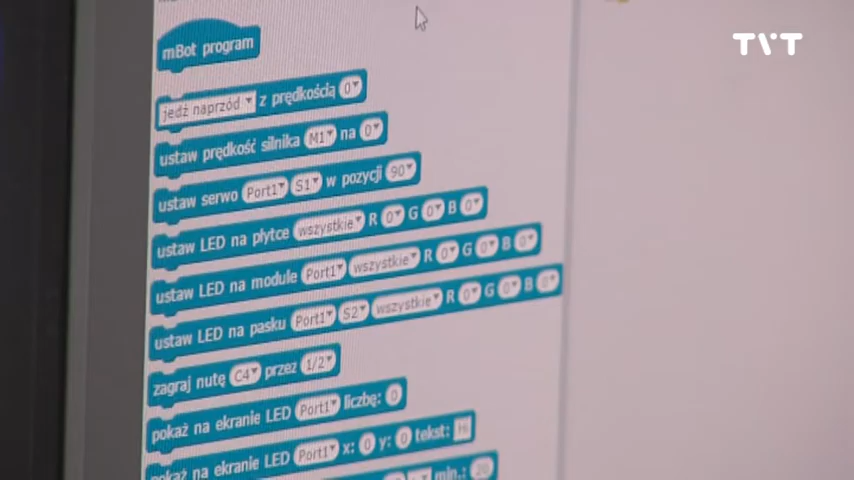 TVT
mBot program
jedź naprzód z prędkością 0
ustaw prędkość silnika M1 na 0
ustaw serwo Port1 S1 w pozycji 90
ustaw LED na płytce wszystkie R 0 G 0 B 0
ustaw LED na module Port1 wszystkie R 0 G 0 B 0
ustaw LED na pasku Port1 S2 wszystkie R 0 G 0 B 0
zagraj nutę C4 przez 1/2
pokaż na ekranie LED Port1 liczbę: 0
pokaż na ekranie LED Port1 x: 0 y: 0 tekst: Hi
min.: 20